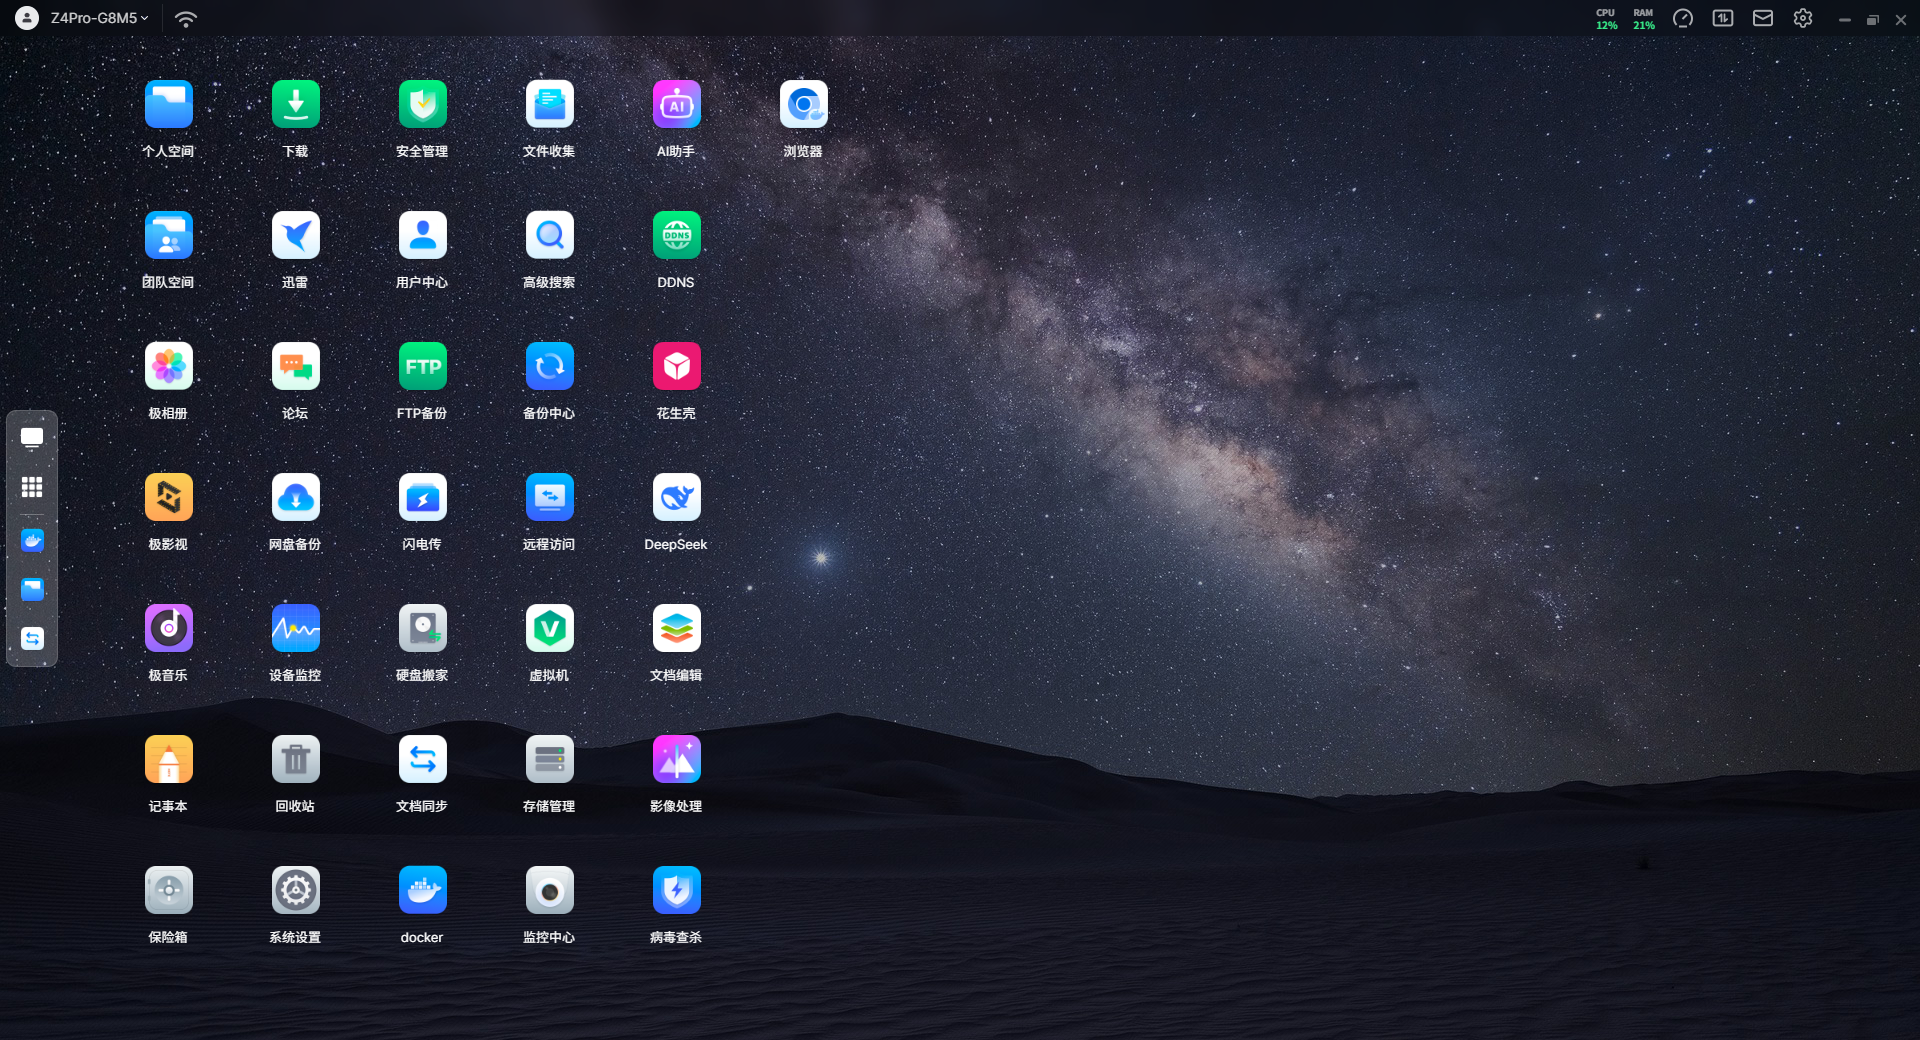 Z4Pro-G8M5
CPU
12%
RAM
21%
个人空间
下载
安全管理
文件收集
AI
AI助手
浏览器
团队空间
迅雷
用户中心
高级搜索
DDNS
DDNS
极相册
论坛
FTP
FTP备份
备份中心
花生壳
极影视
网盘备份
闪电传
远程访问
DeepSeek
极音乐
设备监控
硬盘搬家
虚拟机
文档编辑
记事本
回收站
文档同步
存储管理
影像处理
保险箱
系统设置
docker
监控中心
病毒查杀